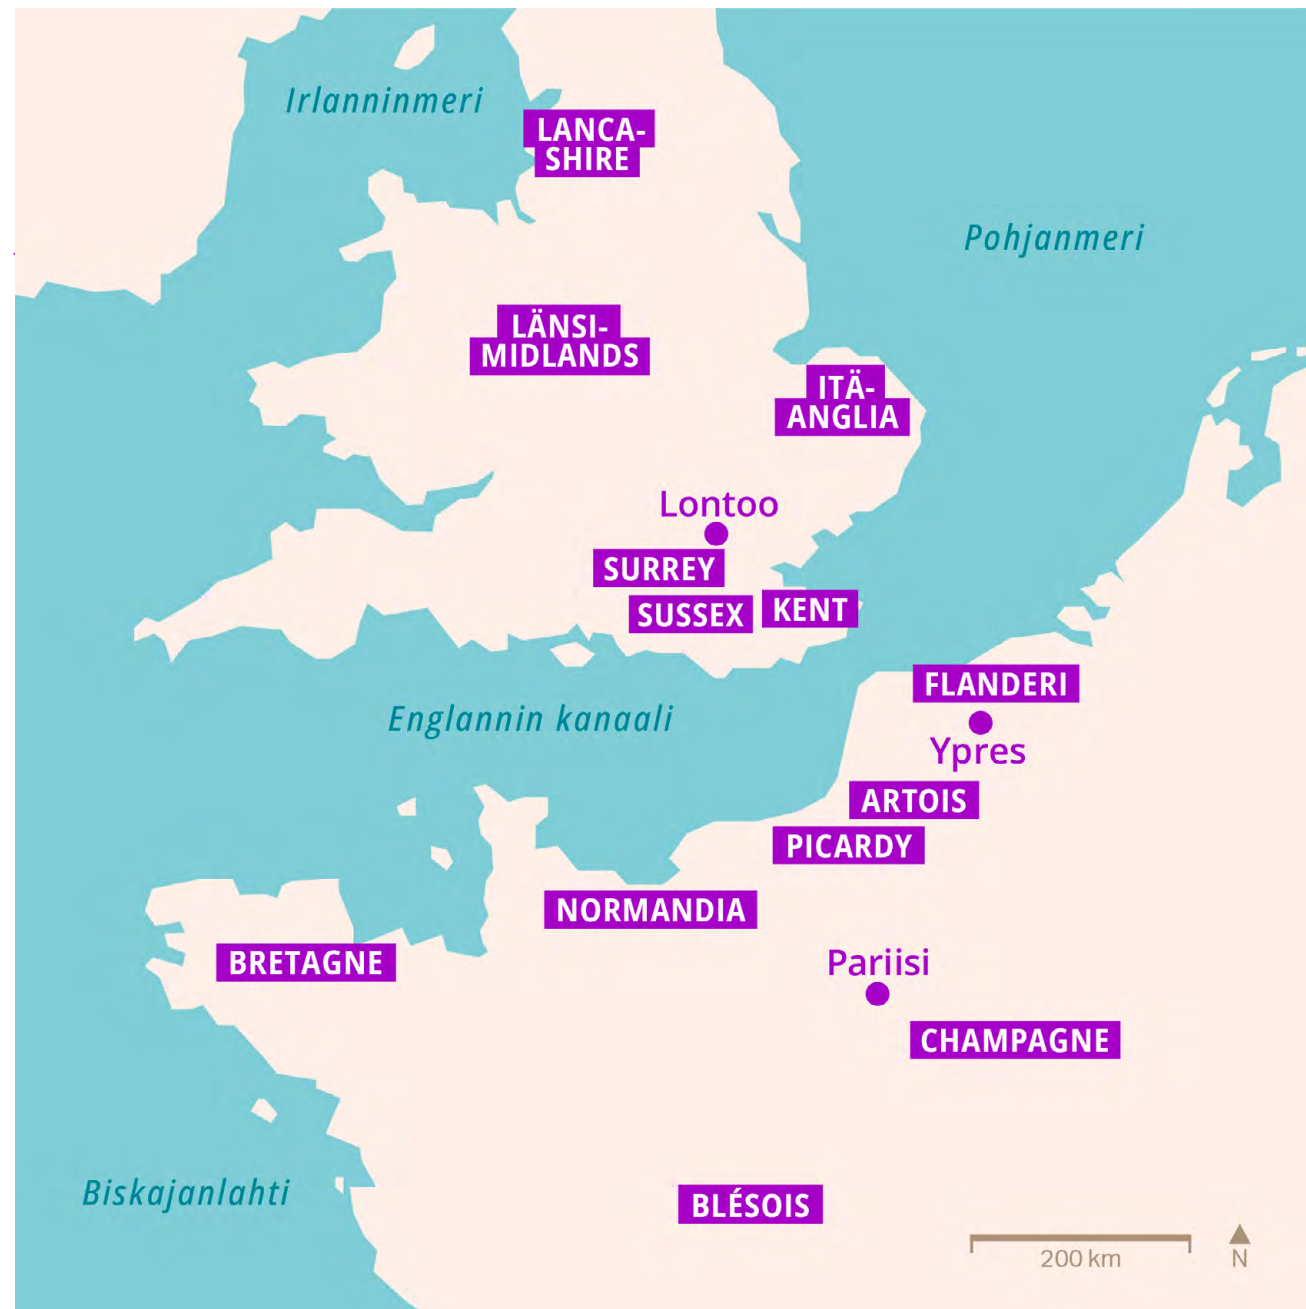 Irlanninmeri
LANCA-
SHIRE
Pohjanmeri
LÄNSI-
MIDLANDS
ITÄ-
ANGLIA
Lontoo
SURREY
SUSSEX
KENT
FLANDERI
Englannin kanaali
Ypres
ARTOIS
PICARDY
NORMANDIA
BRETAGNE
Pariisi
CHAMPAGNE
Biskajanlahti
BLÉSOIS
200 km
N